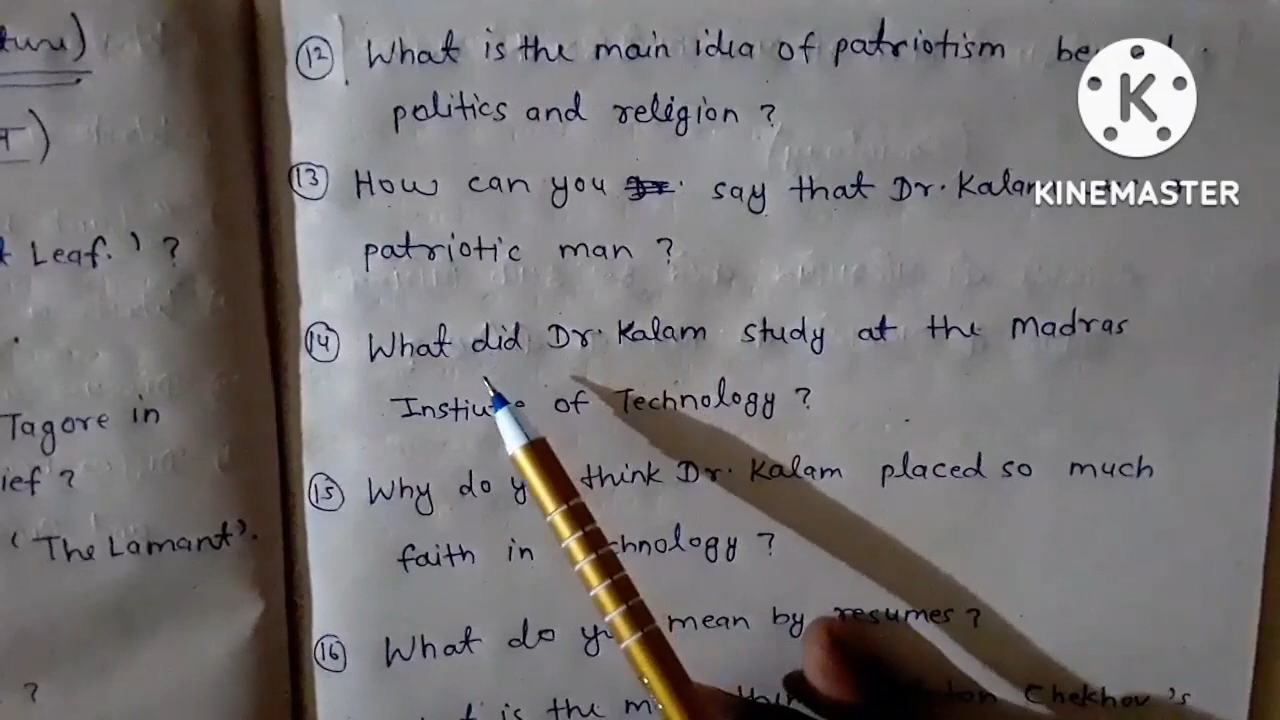 ture)
Leaf.' ?
Tagore in
ief ?
'The Lamant'.
?
(12) What is the main idea of patriotism
politics and religion ?
(13) How can you say that Dr. Kalam
patriotic man ?
(14) What did Dr. Kalam study at the Madras
of Technology ?
(15) Why do think Dr. Kalam placed so much
faith in ?
(16) What do mean by resumes ?
is the Chekhov's
K
KINEMASTER